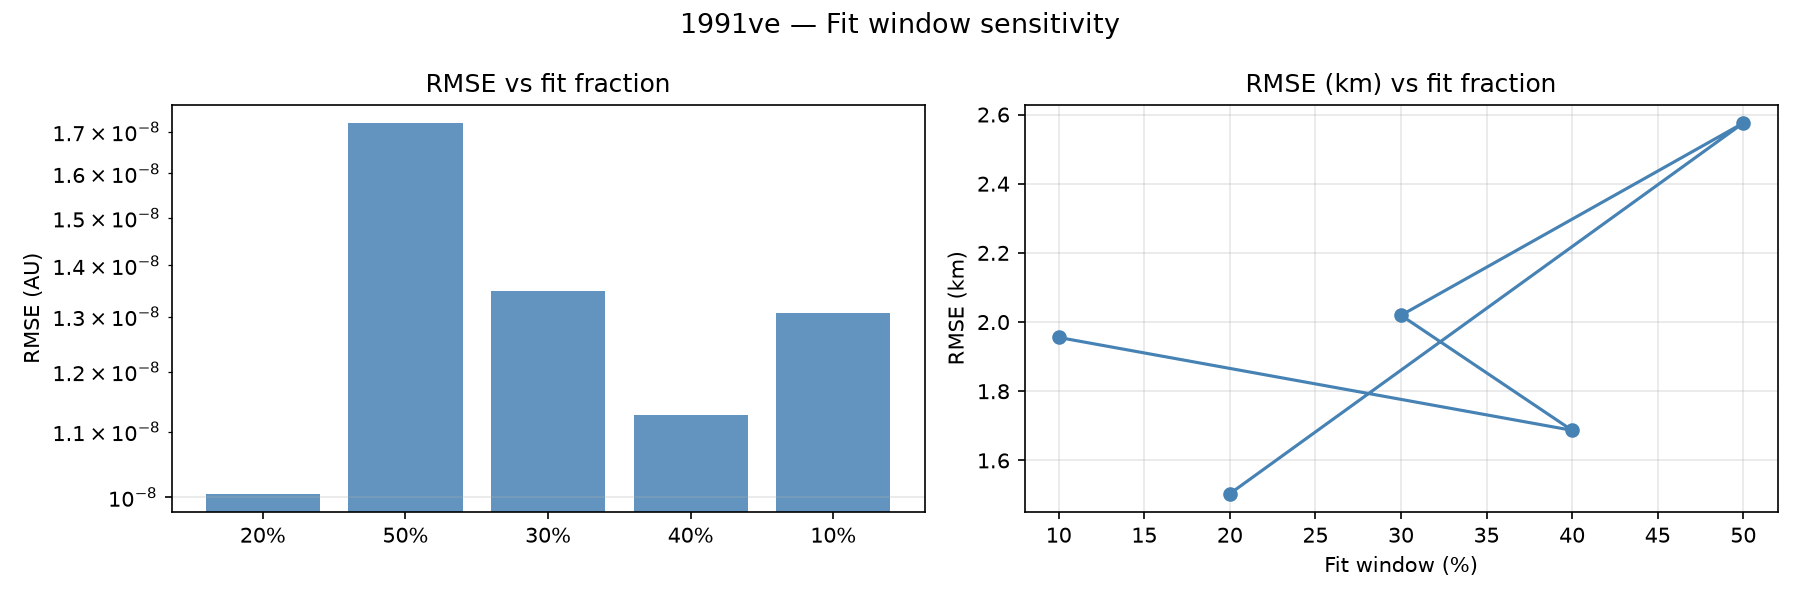 1991ve — Fit window sensitivity
RMSE vs fit fraction
RMSE (AU)
1.7 × 10⁻⁸
1.6 × 10⁻⁸
1.5 × 10⁻⁸
1.4 × 10⁻⁸
1.3 × 10⁻⁸
1.2 × 10⁻⁸
1.1 × 10⁻⁸
10⁻⁸
20% 50% 30% 40% 10%
RMSE (km) vs fit fraction
RMSE (km)
2.6
2.4
2.2
2.0
1.8
1.6
10 15 20 25 30 35 40 45 50
Fit window (%)